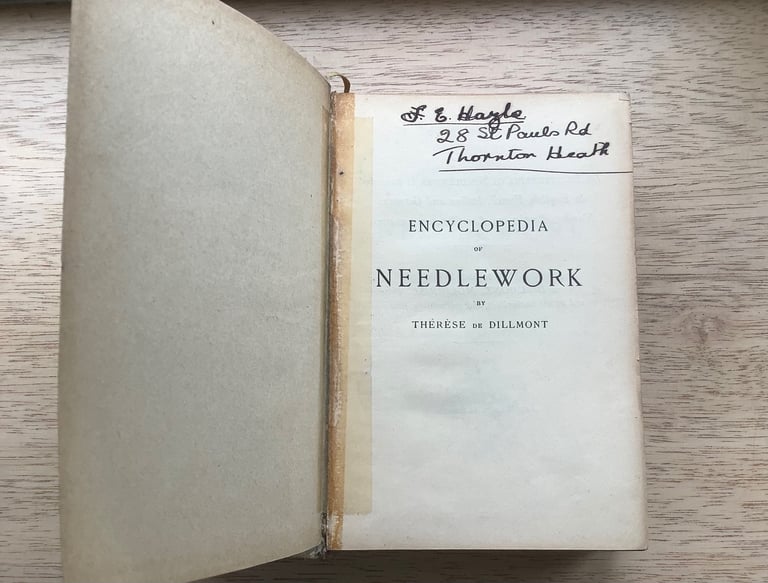 F. E. Hayle
28 St Pauls Rd
Thornton Heath
ENCYCLOPEDIA
OF
NEEDLEWORK
BY
THÉRÈSE DE DILLMONT